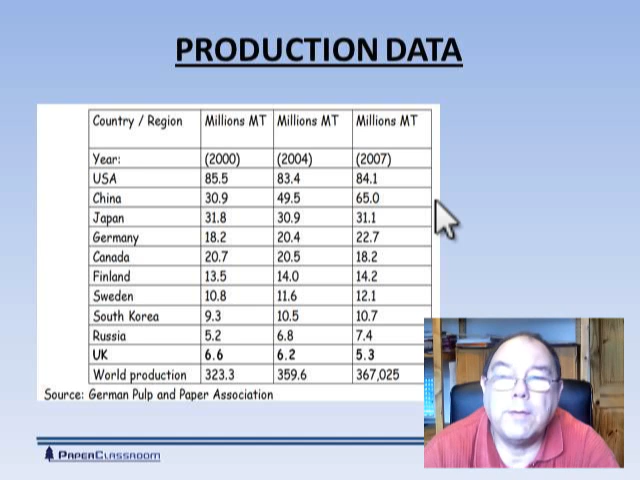 PRODUCTION DATA
Country / Region Millions MT Millions MT Millions MT
Year: (2000) (2004) (2007)
USA 85.5 83.4 84.1
China 30.9 49.5 65.0
Japan 31.8 30.9 31.1
Germany 18.2 20.4 22.7
Canada 20.7 20.5 18.2
Finland 13.5 14.0 14.2
Sweden 10.8 11.6 12.1
South Korea 9.3 10.5 10.7
Russia 5.2 6.8 7.4
UK 6.6 6.2 5.3
World production 323.3 359.6 367,025
Source: German Pulp and Paper Association
PAPERCLASSROOM